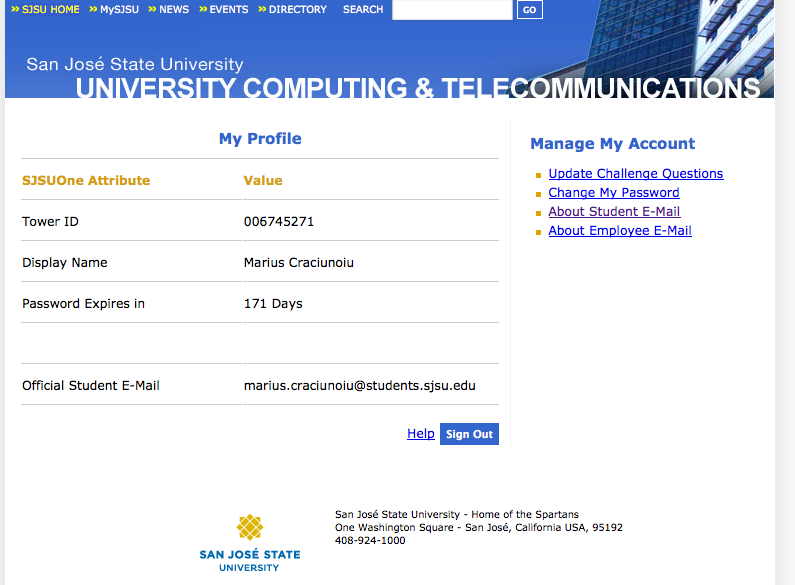 » SJSU HOME » MySJSU » NEWS » EVENTS » DIRECTORY SEARCH GO
San José State University
UNIVERSITY COMPUTING & TELECOMMUNICATIONS
My Profile
SJSUOne Attribute Value
Tower ID 006745271
Display Name Marius Craciunoiu
Password Expires in 171 Days
Official Student E-Mail marius.craciunoiu@students.sjsu.edu
Help Sign Out
Manage My Account
Update Challenge Questions
Change My Password
About Student E-Mail
About Employee E-Mail
SAN JOSÉ STATE
UNIVERSITY
San José State University - Home of the Spartans
One Washington Square - San José, California USA, 95192
408-924-1000